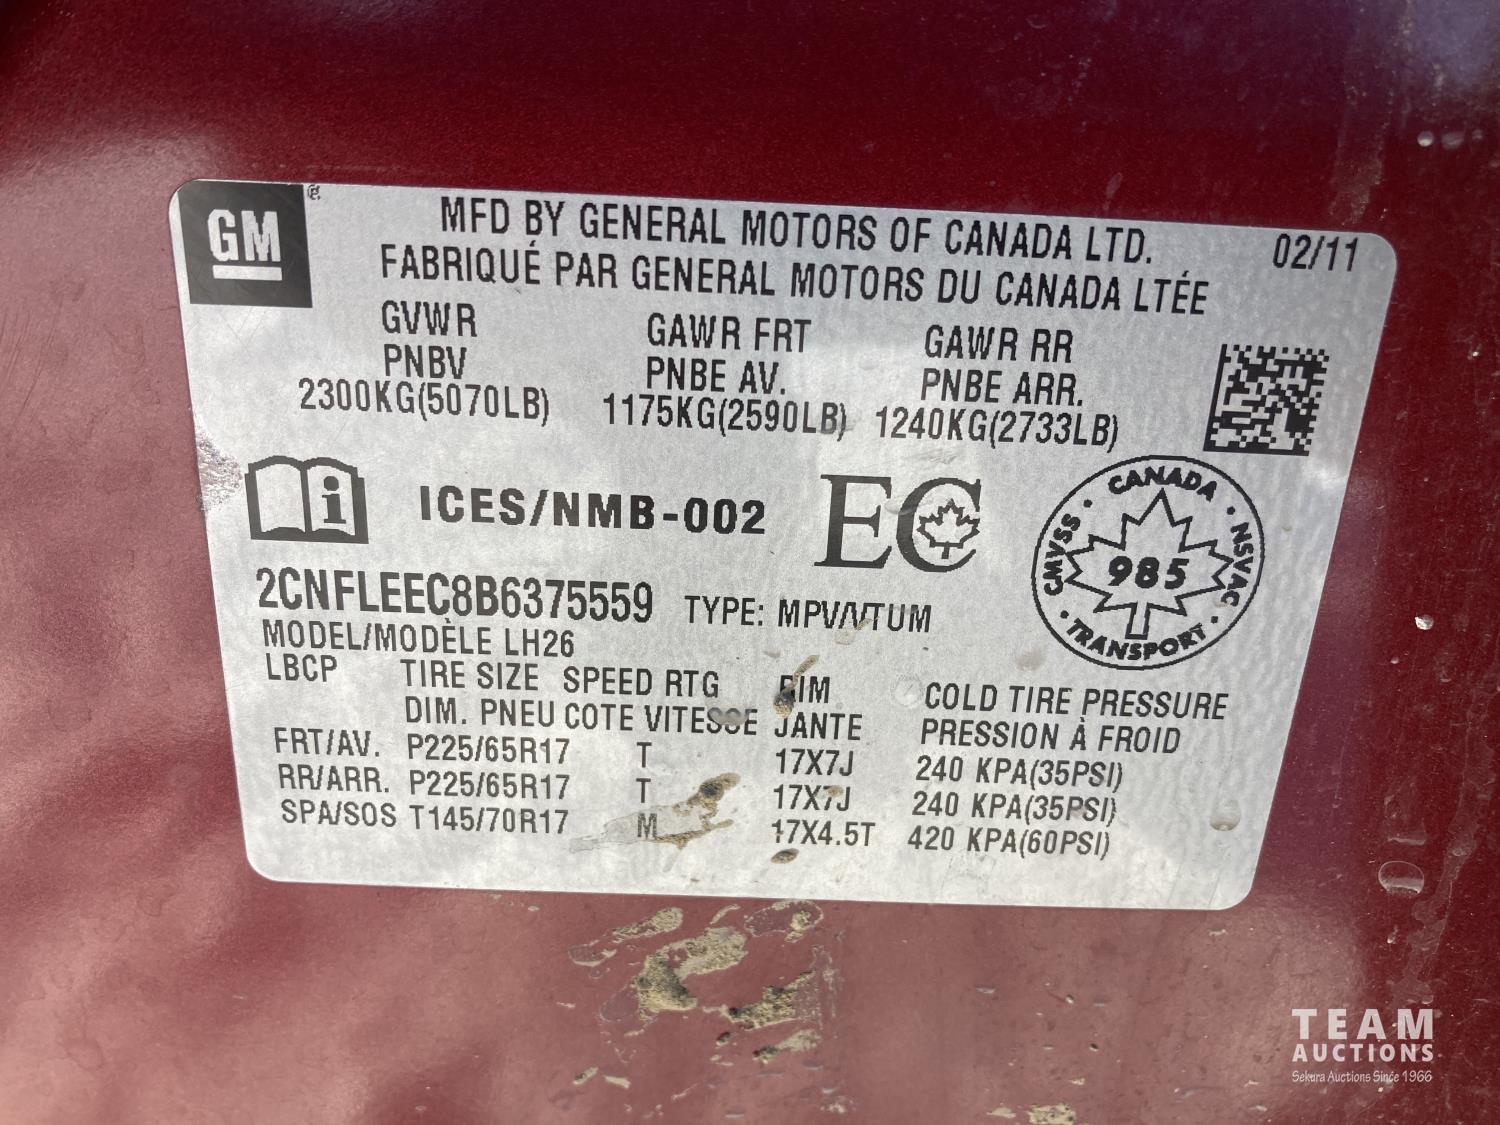 GM
MFD BY GENERAL MOTORS OF CANADA LTD. 02/11
FABRIQUÉ PAR GENERAL MOTORS DU CANADA LTÉE
GVWR GAWR FRT GAWR RR
PNBV PNBE AV. PNBE ARR.
2300KG(5070LB) 1175KG(2590LB) 1240KG(2733LB)
i ICES/NMB-002 EC
CANADA
CMVSS 985 NSVAC
TRANSPORT
2CNFLEEC8B6375559 TYPE: MPV/VTUM
MODEL/MODÈLE LH26
LBCP TIRE SIZE SPEED RTG RIM COLD TIRE PRESSURE
DIM. PNEU COTE VITESSE JANTE PRESSION À FROID
FRT/AV. P225/65R17 T 17X7J 240 KPA(35PSI)
RR/ARR. P225/65R17 T 17X7J 240 KPA(35PSI)
SPA/SOS T145/70R17 M 17X4.5T 420 KPA(60PSI)
TEAM
AUCTIONS
Sekura Auctions Since 1966